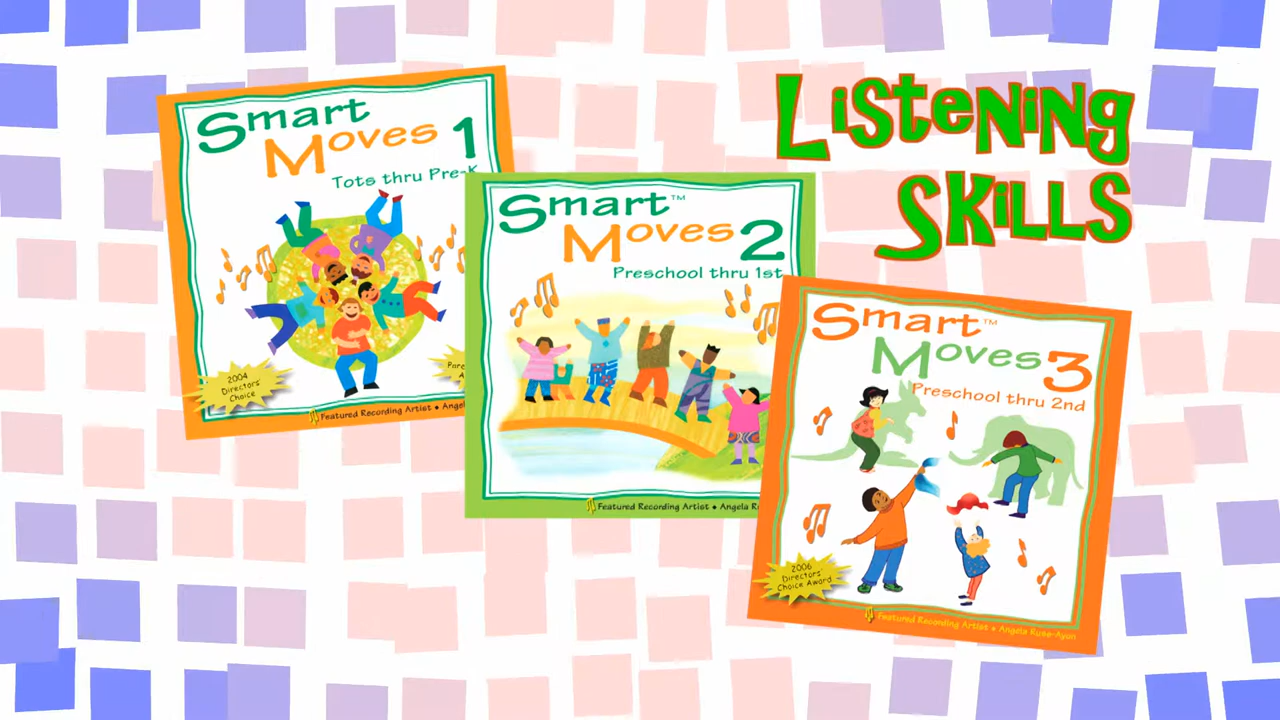 Smart
Moves 1
Tots thru Pre-K
2004
Directors'
Choice
Featured Recording Artist •
Listening
Skills
Smart™
Moves 2
Preschool thru 1st
Featured Recording Artist • Angela
Smart™
Moves 3
Preschool thru 2nd
2006
Directors'
Choice Award
Featured Recording Artist • Angela Russ-Ayon